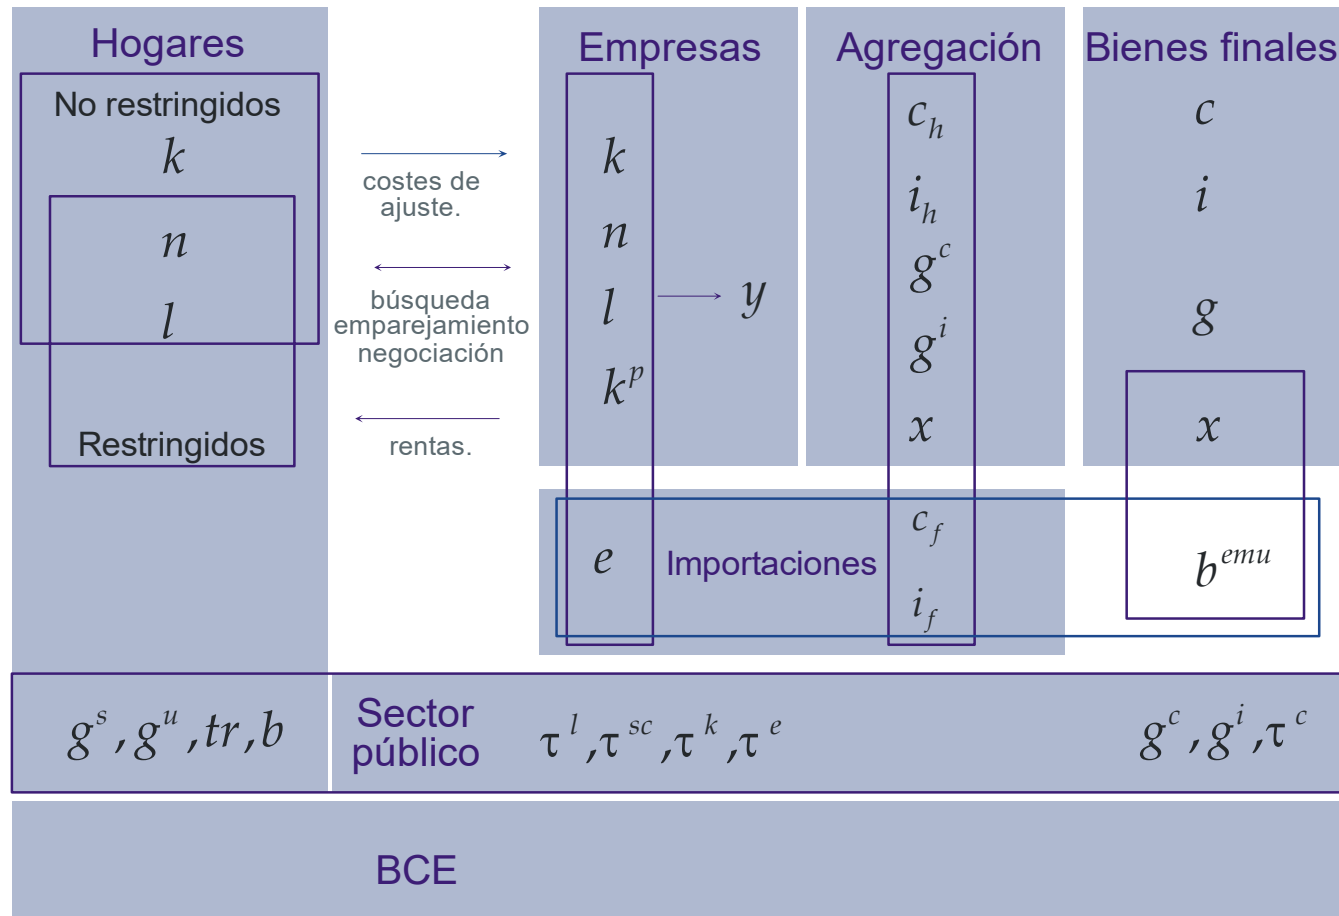 Hogares
No restringidos
k
n
l
Restringidos
costes de
ajuste.
búsqueda
emparejamiento
negociación
rentas.
Empresas
k
n
l
k^p
y
e
Agregación
c_h
i_h
g^c
g^i
x
Importaciones
c_f
i_f
Bienes finales
c
i
g
x
b^{emu}
g^s, g^u, tr, b
Sector
público
τ^l, τ^{sc}, τ^k, τ^e
g^c, g^i, τ^c
BCE